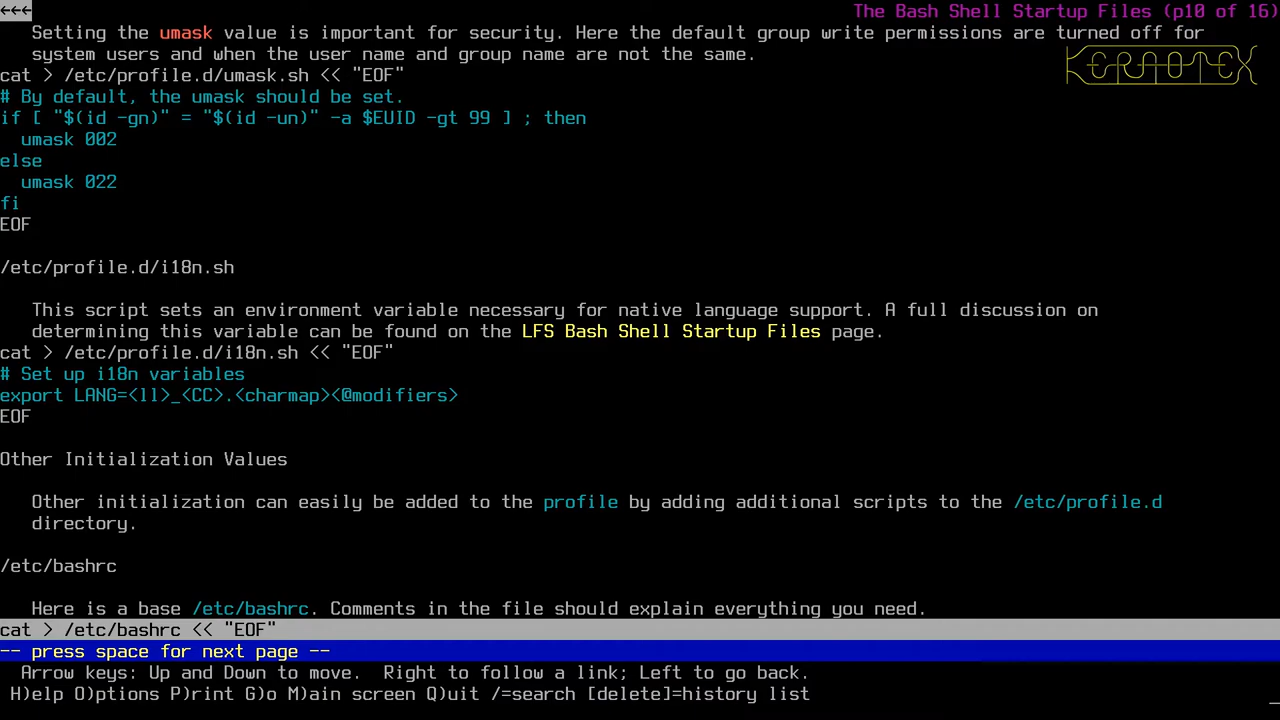 ←←← The Bash Shell Startup Files (p10 of 16)
Setting the umask value is important for security. Here the default group write permissions are turned off for
system users and when the user name and group name are not the same.
KERNOTEX
cat > /etc/profile.d/umask.sh << "EOF"
# By default, the umask should be set.
if [ "$(id -gn)" = "$(id -un)" -a $EUID -gt 99 ] ; then
  umask 002
else
  umask 022
fi
EOF
/etc/profile.d/i18n.sh
This script sets an environment variable necessary for native language support. A full discussion on
determining this variable can be found on the LFS Bash Shell Startup Files page.
cat > /etc/profile.d/i18n.sh << "EOF"
# Set up i18n variables
export LANG=<ll>_<CC>.<charmap><@modifiers>
EOF
Other Initialization Values
Other initialization can easily be added to the profile by adding additional scripts to the /etc/profile.d
directory.
/etc/bashrc
Here is a base /etc/bashrc. Comments in the file should explain everything you need.
cat > /etc/bashrc << "EOF"
-- press space for next page --
Arrow keys: Up and Down to move.  Right to follow a link; Left to go back.
H)elp O)ptions P)rint G)o M)ain screen Q)uit /=search [delete]=history list